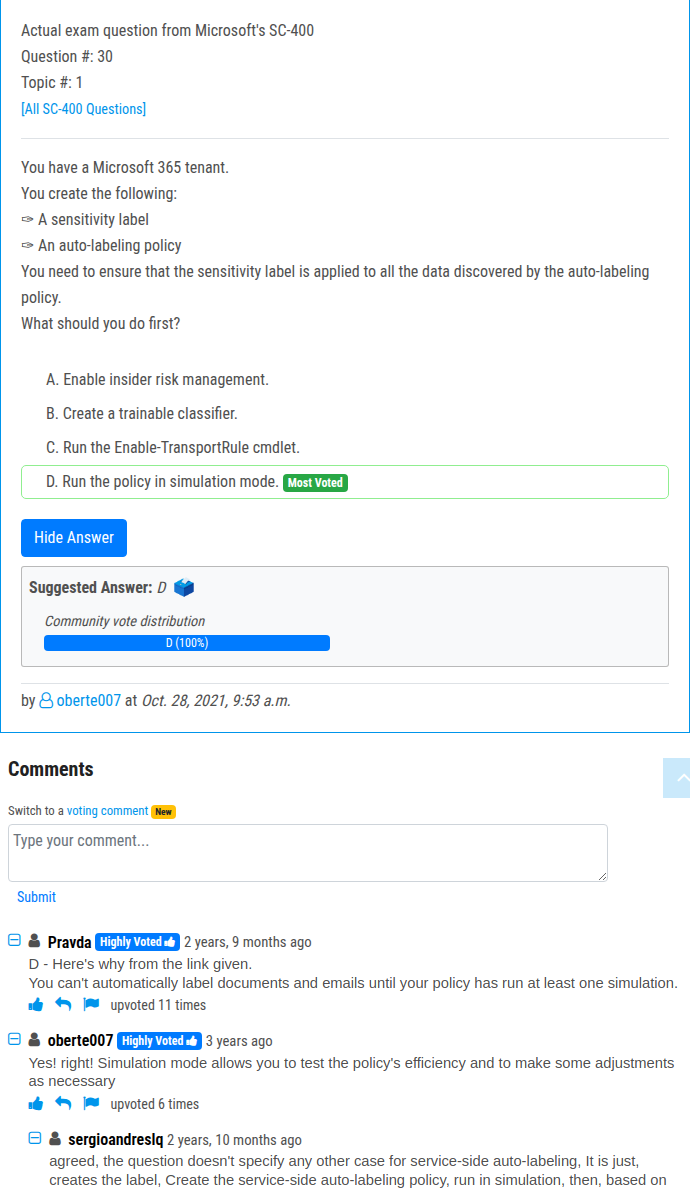 Actual exam question from Microsoft's SC-400
Question #: 30
Topic #: 1
[All SC-400 Questions]
You have a Microsoft 365 tenant.
You create the following:
✑ A sensitivity label
✑ An auto-labeling policy
You need to ensure that the sensitivity label is applied to all the data discovered by the auto-labeling
policy.
What should you do first?
A. Enable insider risk management.
B. Create a trainable classifier.
C. Run the Enable-TransportRule cmdlet.
D. Run the policy in simulation mode. Most Voted
Hide Answer
Suggested Answer: D
Community vote distribution
D (100%)
by oberte007 at Oct. 28, 2021, 9:53 a.m.
Comments
Switch to a voting comment New
Type your comment...
Submit
Pravda Highly Voted 2 years, 9 months ago
D - Here's why from the link given.
You can't automatically label documents and emails until your policy has run at least one simulation.
upvoted 11 times
oberte007 Highly Voted 3 years ago
Yes! right! Simulation mode allows you to test the policy's efficiency and to make some adjustments
as necessary
upvoted 6 times
sergioandreslq 2 years, 10 months ago
agreed, the question doesn't specify any other case for service-side auto-labeling, It is just,
creates the label, Create the service-side auto-labeling policy, run in simulation, then, based on